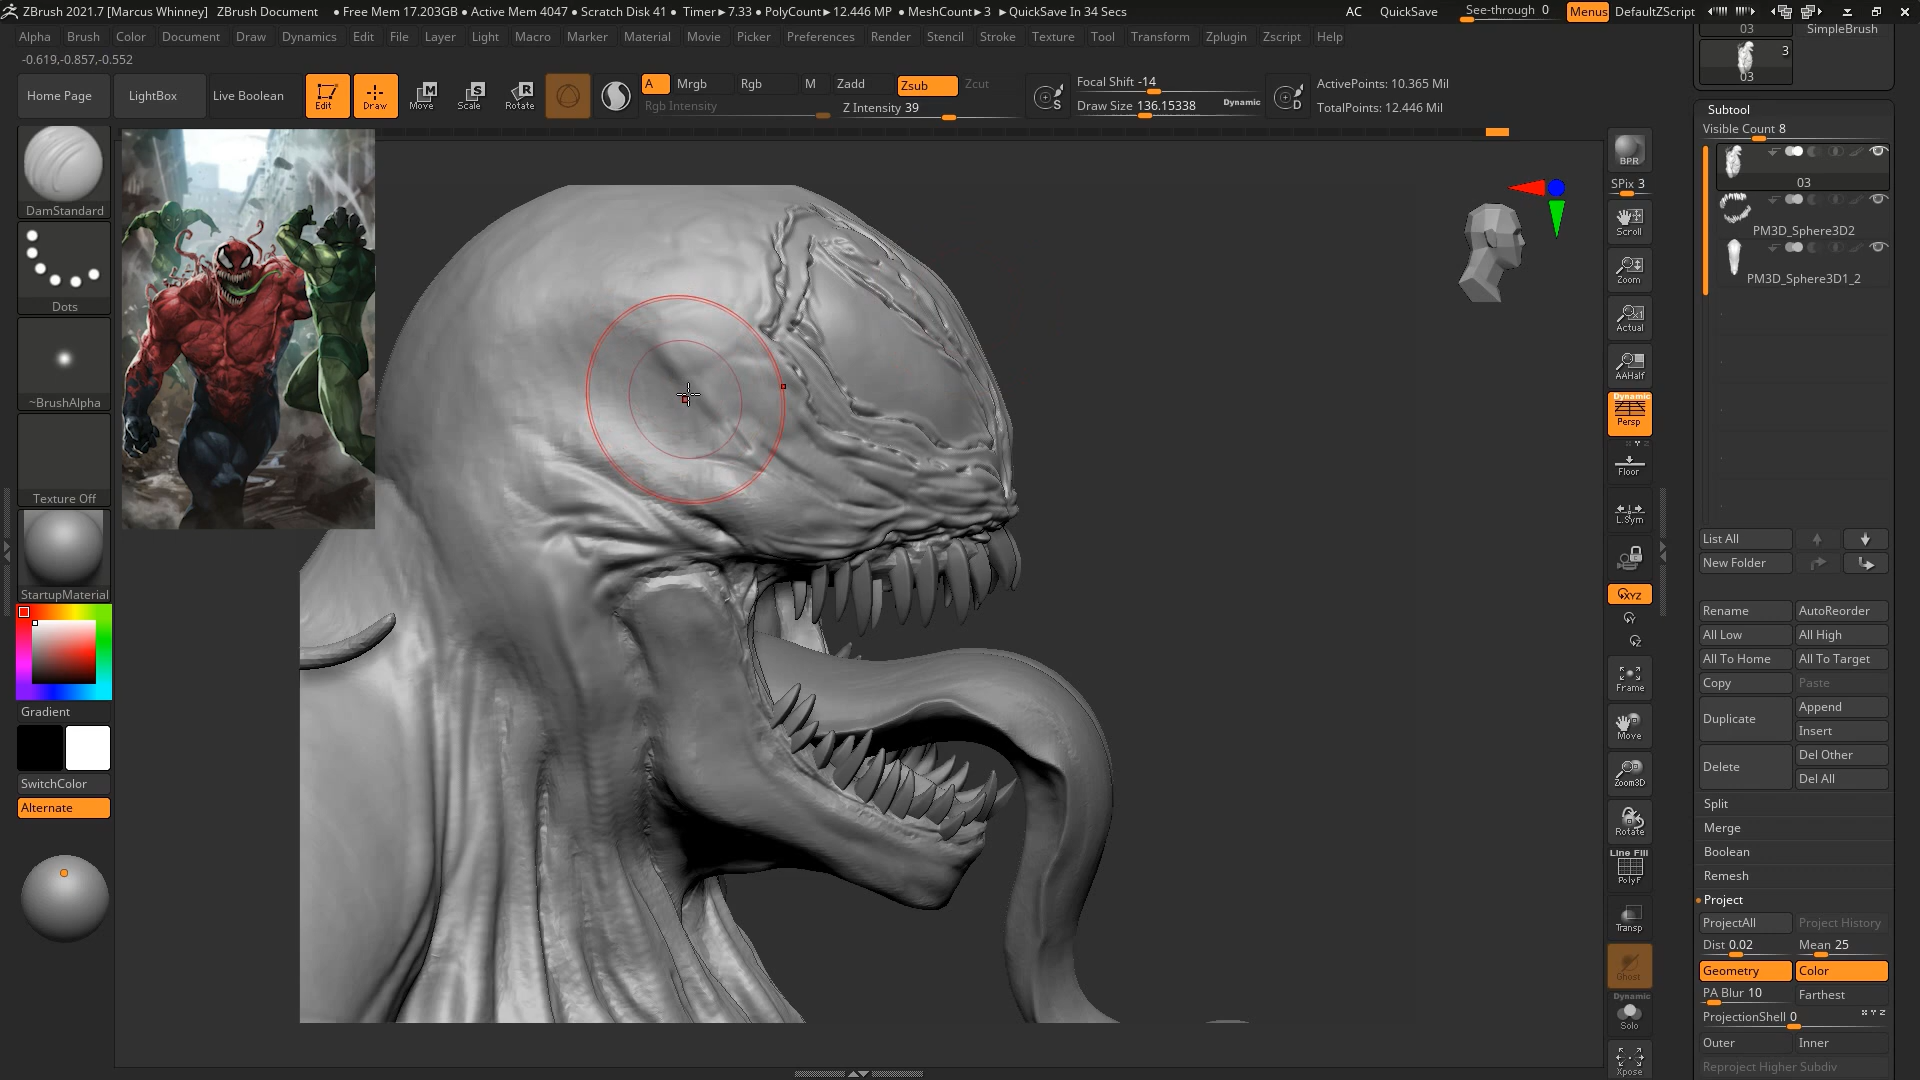 ZBrush 2021.7 [Marcus Whinney] ZBrush Document ● Free Mem 17.203GB ● Active Mem 4047 ● Scratch Disk 41 ● Timer►7.33 ● PolyCount►12.446 MP ● MeshCount►3 ►QuickSave In 34 Secs AC QuickSave See-through 0 Menus DefaultZScript
Alpha Brush Color Document Draw Dynamics Edit File Layer Light Macro Marker Material Movie Picker Preferences Render Stencil Stroke Texture Tool Transform Zplugin Zscript Help
-0.619,-0.857,-0.552
Home Page LightBox Live Boolean Edit Draw Move Scale Rotate
A Mrgb Rgb M Zadd Zsub Zcut
Rgb Intensity Z Intensity 39
Focal Shift -14
Draw Size 136.15338 Dynamic
S D
ActivePoints: 10.365 Mil
TotalPoints: 12.446 Mil
DamStandard
Dots
~BrushAlpha
Texture Off
StartupMaterial
Gradient
SwitchColor
Alternate
BPR
SPix 3
Scroll
Zoom
Actual
AAHalf
Dynamic
Persp
Floor
L.Sym
XYZ
Y
Z
Frame
Move
Zoom3D
Rotate
Line Fill
PolyF
Transp
Ghost
Dynamic
Solo
Xpose
03 SimpleBrush
3
03
Subtool
Visible Count 8
03
PM3D_Sphere3D2
PM3D_Sphere3D1_2
List All
New Folder
Rename AutoReorder
All Low All High
All To Home All To Target
Copy Paste
Duplicate Append
Insert
Delete Del Other
Del All
Split
Merge
Boolean
Remesh
Project
ProjectAll Project History
Dist 0.02 Mean 25
Geometry Color
PA Blur 10 Farthest
ProjectionShell 0 X Y Z
Outer Inner
Reproject Higher Subdiv